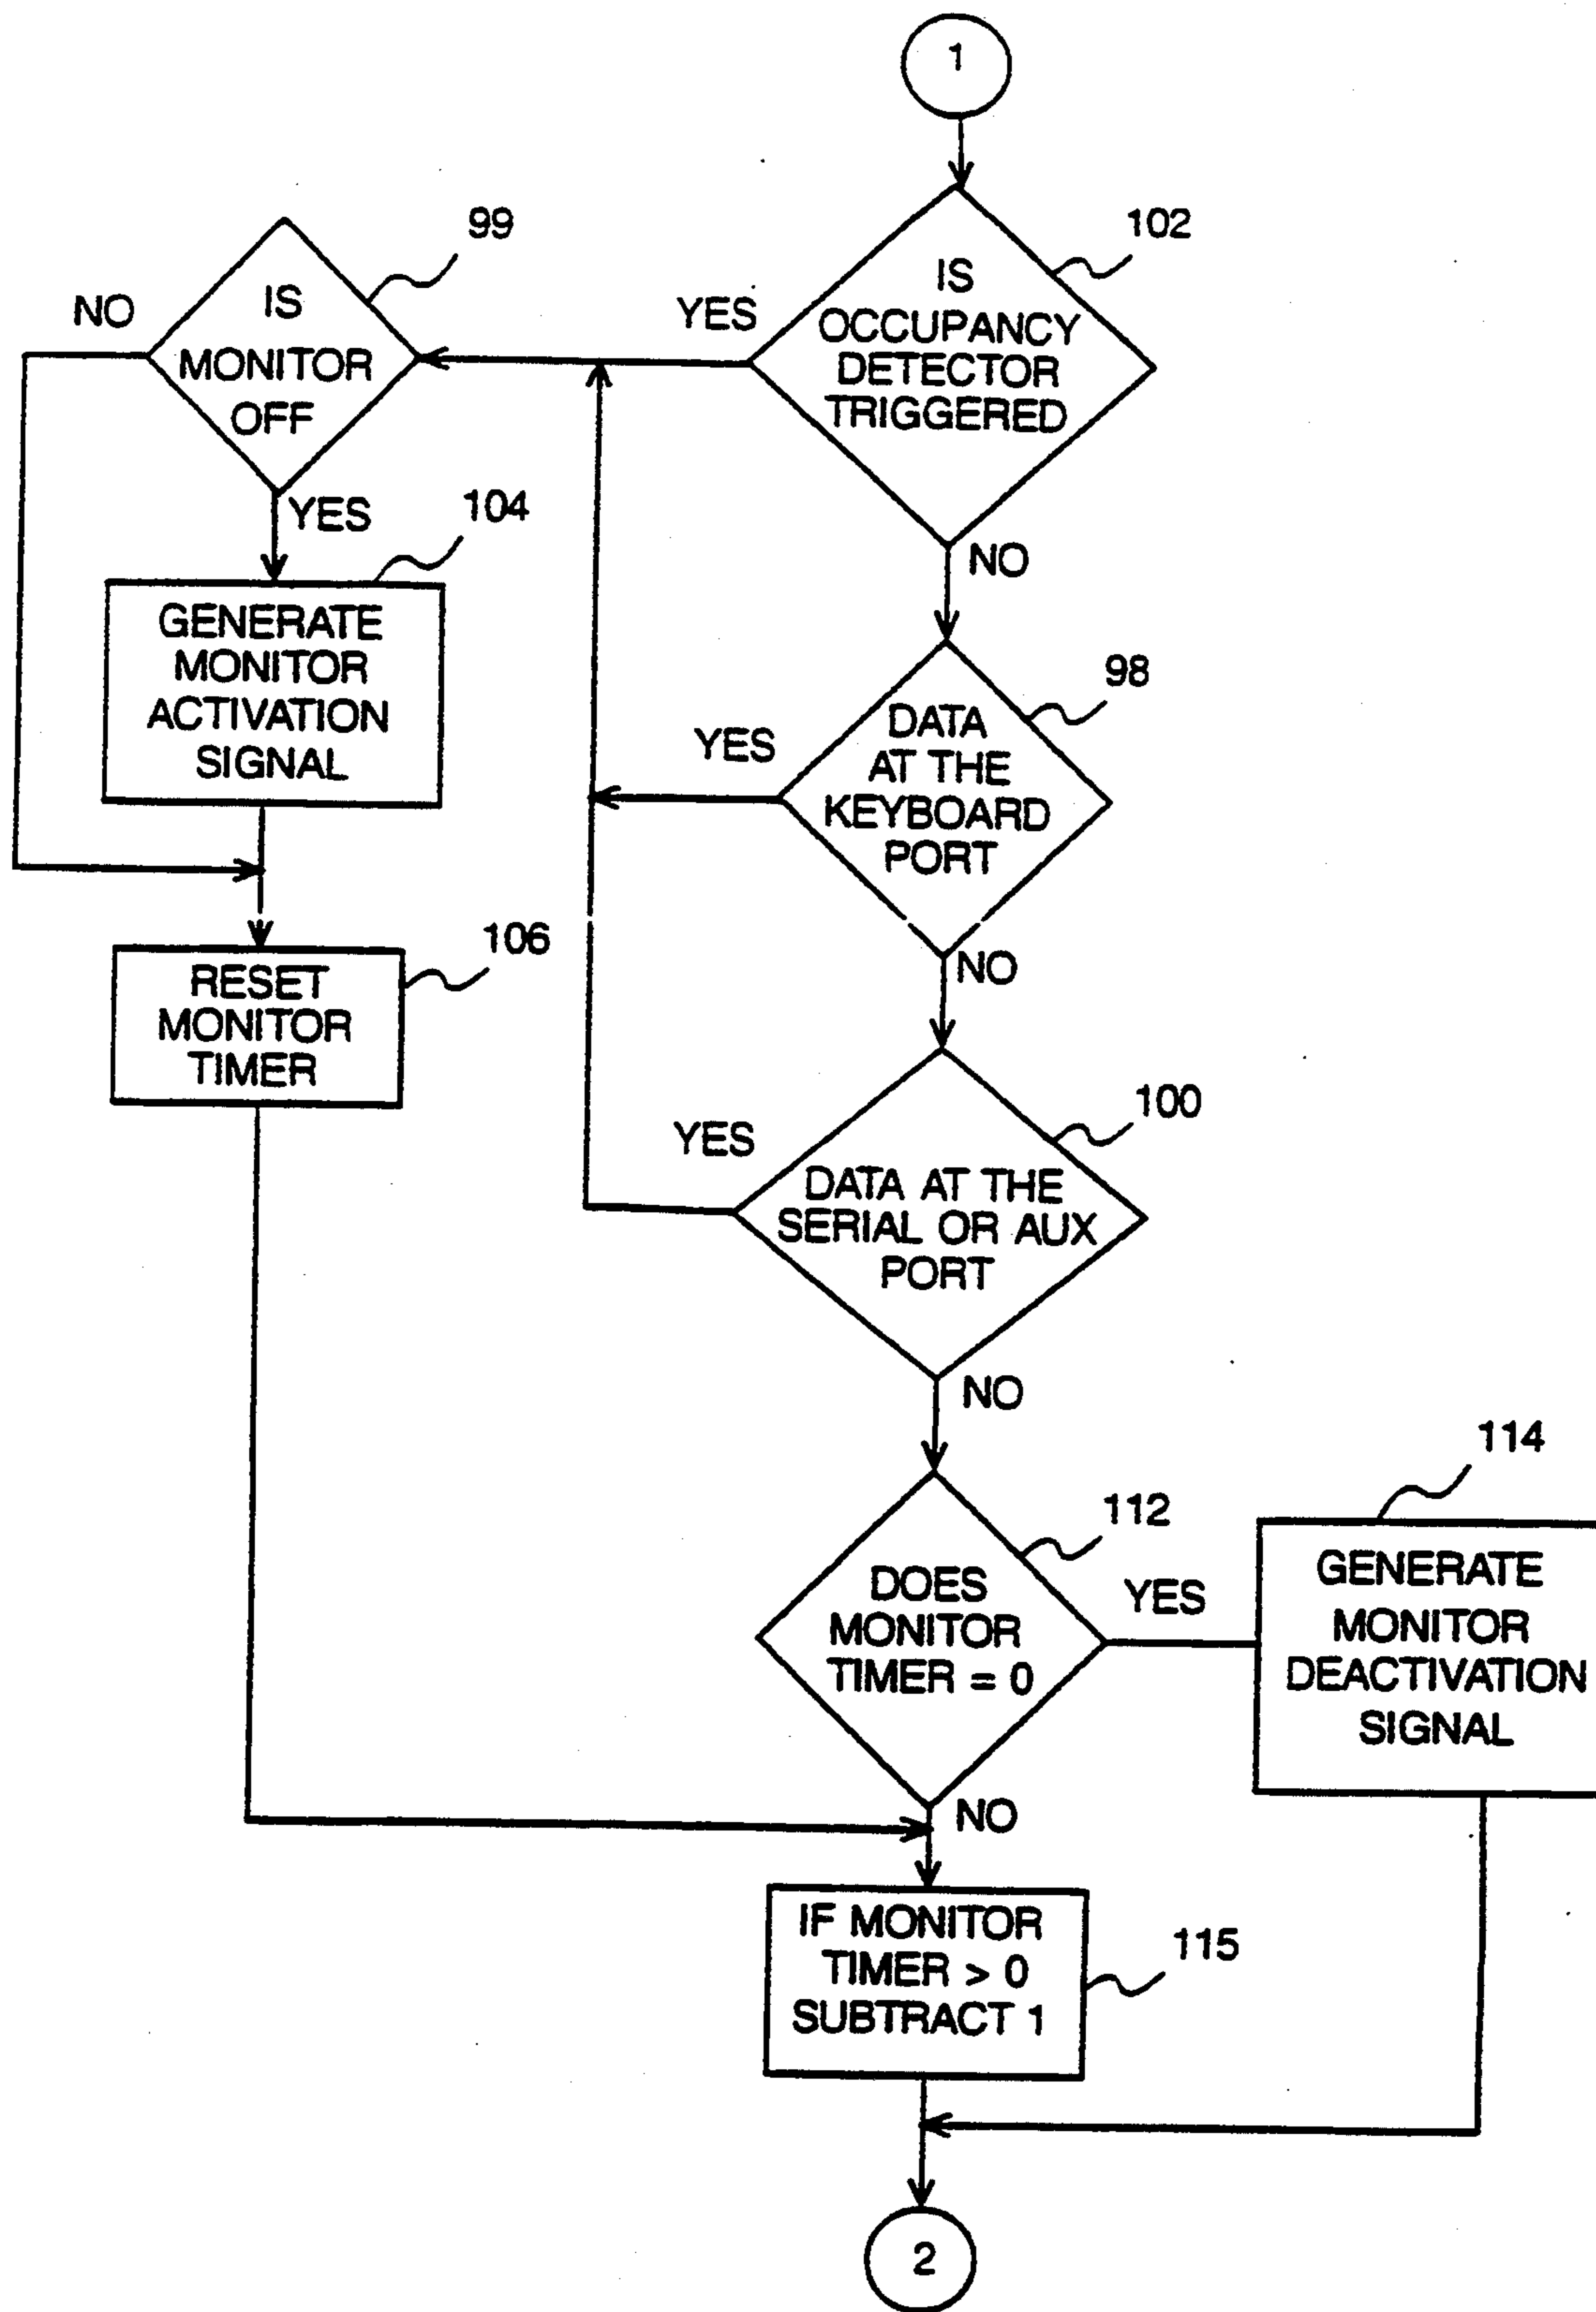 1
102
IS
OCCUPANCY
DETECTOR
TRIGGERED
YES
NO
99
IS
MONITOR
OFF
NO
YES
104
GENERATE
MONITOR
ACTIVATION
SIGNAL
106
RESET
MONITOR
TIMER
98
DATA
AT THE
KEYBOARD
PORT
YES
NO
100
DATA AT THE
SERIAL OR AUX
PORT
YES
NO
112
DOES
MONITOR
TIMER = 0
YES
NO
114
GENERATE
MONITOR
DEACTIVATION
SIGNAL
115
IF MONITOR
TIMER > 0
SUBTRACT 1
2